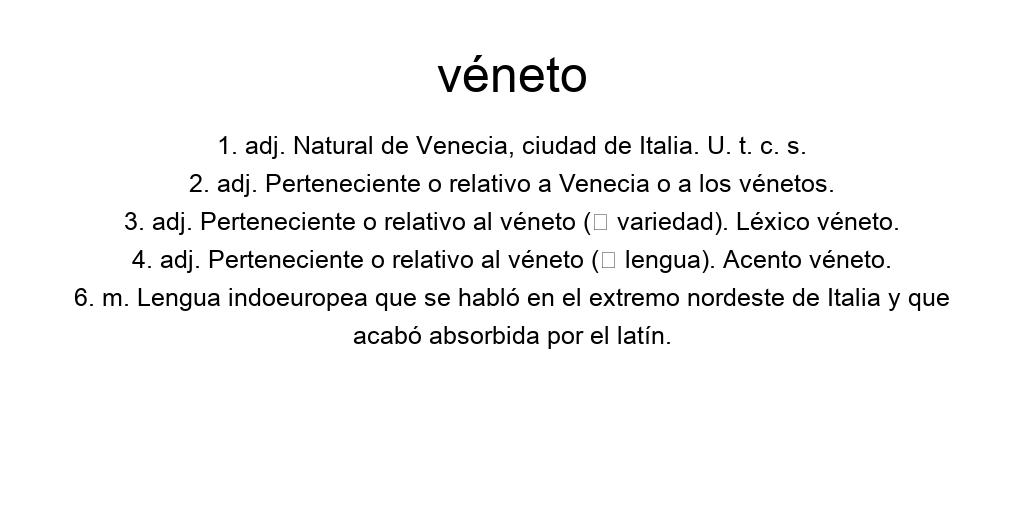 véneto
1. adj. Natural de Venecia, ciudad de Italia. U. t. c. s.
2. adj. Perteneciente o relativo a Venecia o a los vénetos.
3. adj. Perteneciente o relativo al véneto (▯ variedad). Léxico véneto.
4. adj. Perteneciente o relativo al véneto (▯ lengua). Acento véneto.
6. m. Lengua indoeuropea que se habló en el extremo nordeste de Italia y que
acabó absorbida por el latín.